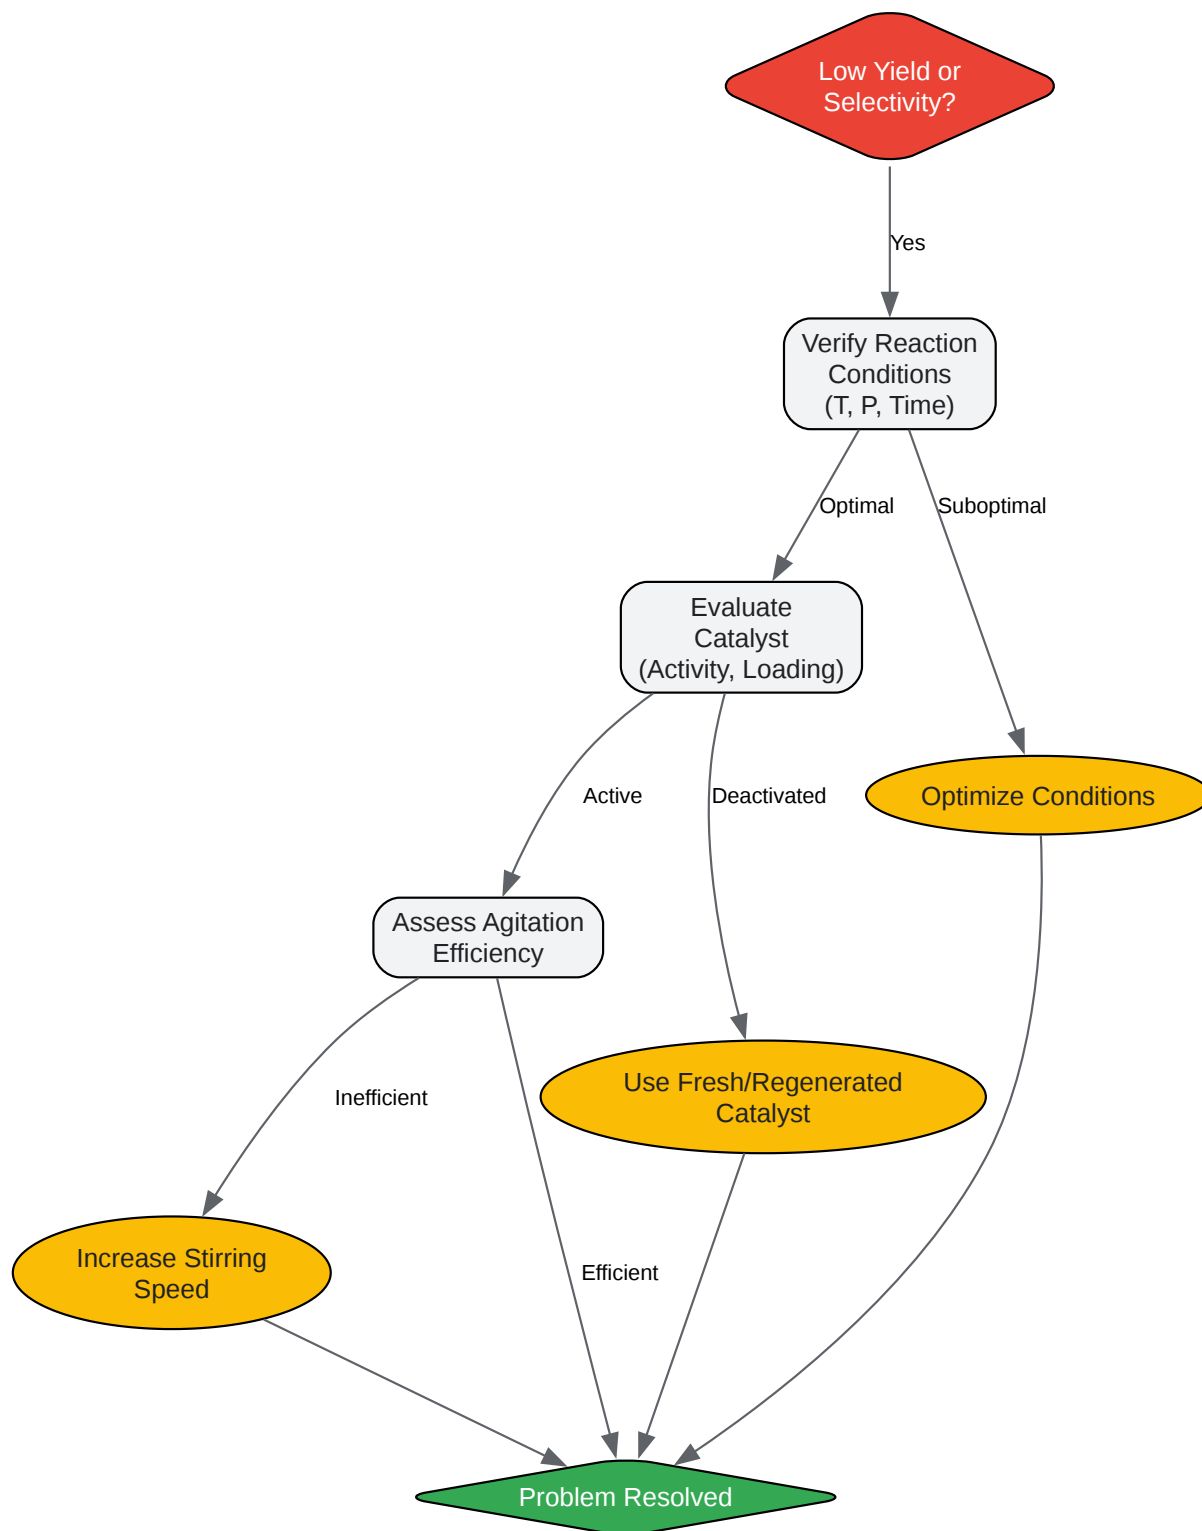 Low Yield or
Selectivity?
Yes
Verify Reaction
Conditions
(T, P, Time)
Optimal
Suboptimal
Evaluate
Catalyst
(Activity, Loading)
Active
Deactivated
Optimize Conditions
Assess Agitation
Efficiency
Inefficient
Use Fresh/Regenerated
Catalyst
Increase Stirring
Speed
Efficient
Problem Resolved